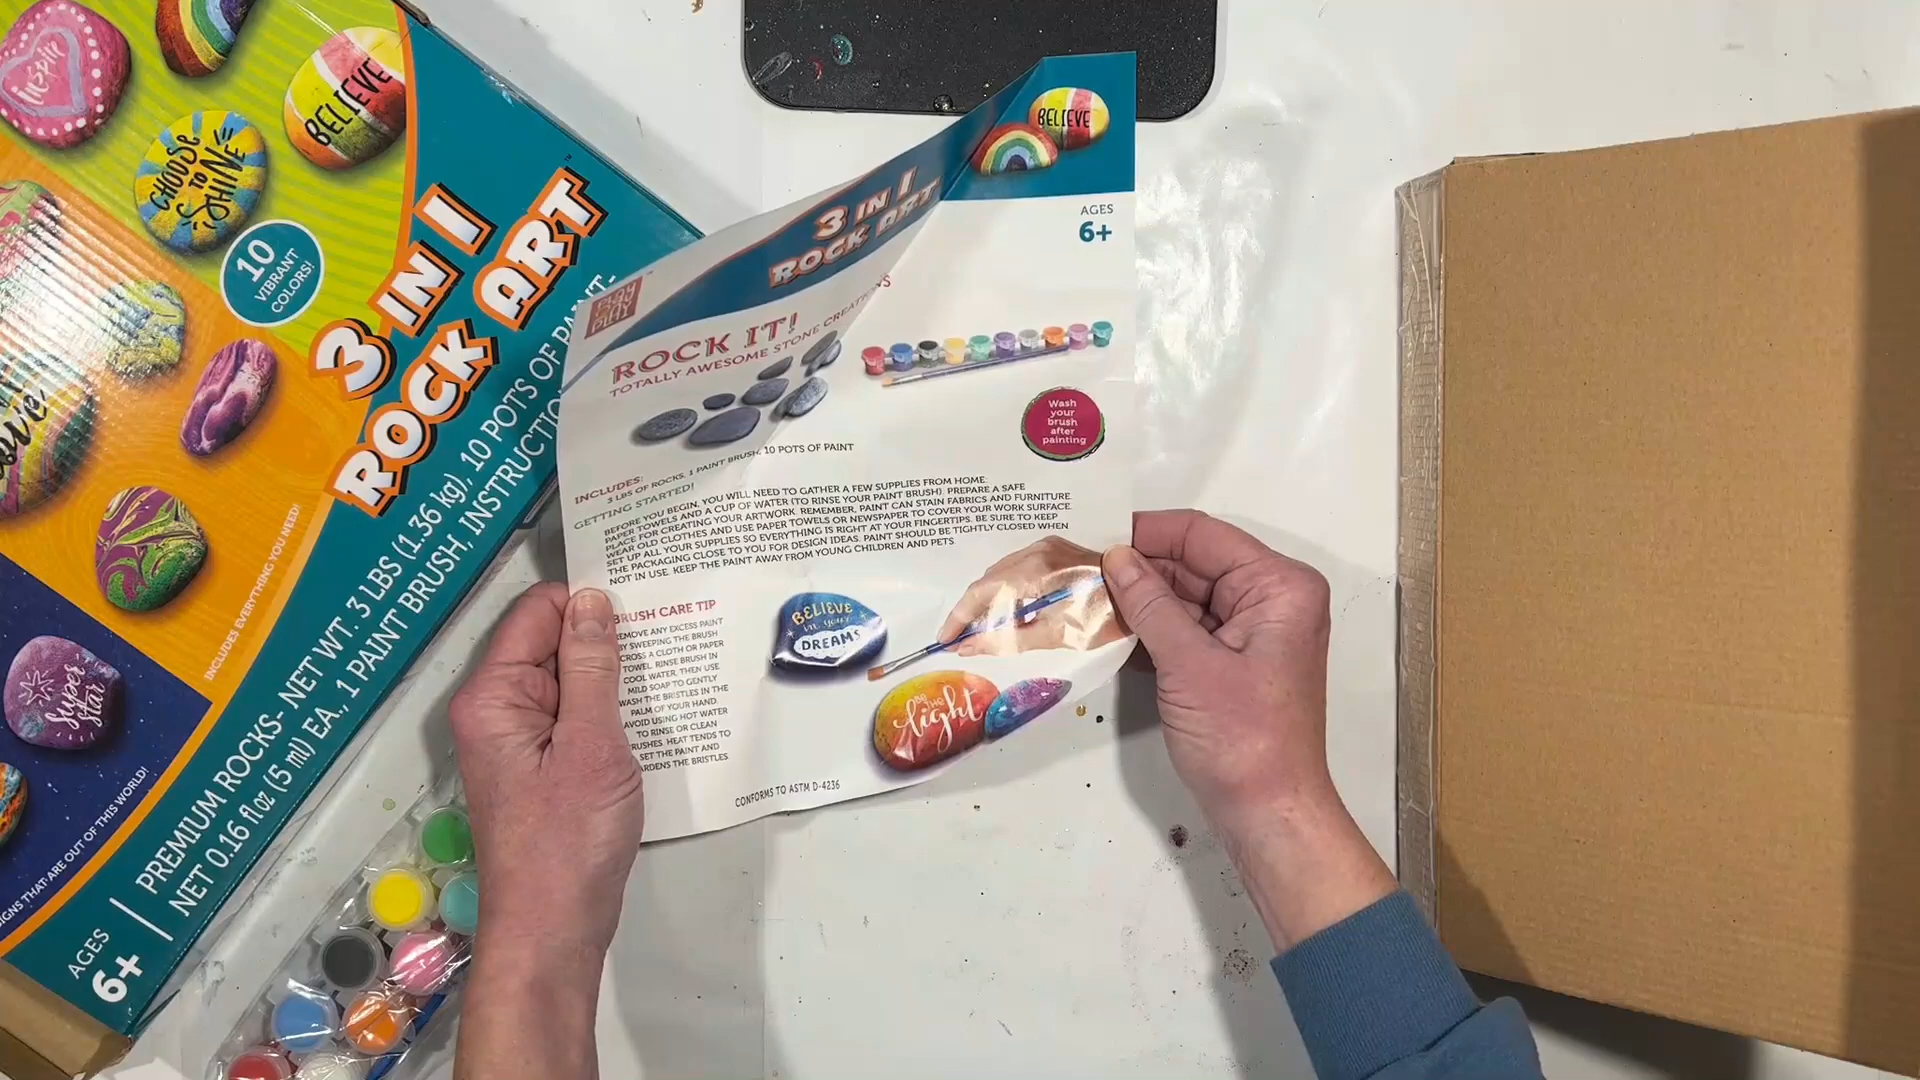 inspire
BELIEVE
CHOOSE
TO
SHINE
10
VIBRANT
COLORS!
3 IN 1
ROCK ART
™
INCLUDES EVERYTHING YOU NEED!
Super
star
OUT OF THIS WORLD!
PREMIUM ROCKS- NET WT. 3 LBS (1.36 kg), 10 POTS OF PAINT-
NET 0.16 fl oz (5 ml) EA., 1 PAINT BRUSH, INSTRUCTIO
AGES
6+
BELIEVE
3 IN 1
ROCK ART
AGES
6+
PLAY
PLAY
ROCK IT!
TOTALLY AWESOME STONE CREATIONS
Wash
your
brush
after
painting
INCLUDES:
3 LBS OF ROCKS, 1 PAINT BRUSH, 10 POTS OF PAINT
GETTING STARTED!
BEFORE YOU BEGIN, YOU WILL NEED TO GATHER A FEW SUPPLIES FROM HOME:
PAPER TOWELS AND A CUP OF WATER (TO RINSE YOUR PAINT BRUSH). PREPARE A SAFE
PLACE FOR CREATING YOUR ARTWORK. REMEMBER, PAINT CAN STAIN FABRICS AND FURNITURE.
WEAR OLD CLOTHES AND USE PAPER TOWELS OR NEWSPAPER TO COVER YOUR WORK SURFACE.
SET UP ALL YOUR SUPPLIES SO EVERYTHING IS RIGHT AT YOUR FINGERTIPS. BE SURE TO KEEP
THE PACKAGING CLOSE TO YOU FOR DESIGN IDEAS. PAINT SHOULD BE TIGHTLY CLOSED WHEN
NOT IN USE. KEEP THE PAINT AWAY FROM YOUNG CHILDREN AND PETS.
BRUSH CARE TIP
EMOVE ANY EXCESS PAINT
BY SWEEPING THE BRUSH
CROSS A CLOTH OR PAPER
TOWEL. RINSE BRUSH IN
COOL WATER, THEN USE
MILD SOAP TO GENTLY
WASH THE BRISTLES IN THE
PALM OF YOUR HAND.
AVOID USING HOT WATER
TO RINSE OR CLEAN
RUSHES. HEAT TENDS TO
SET THE PAINT AND
ARDENS THE BRISTLES.
BELIEVE
in your
DREAMS
BE
THE
light
CONFORMS TO ASTM D-4236